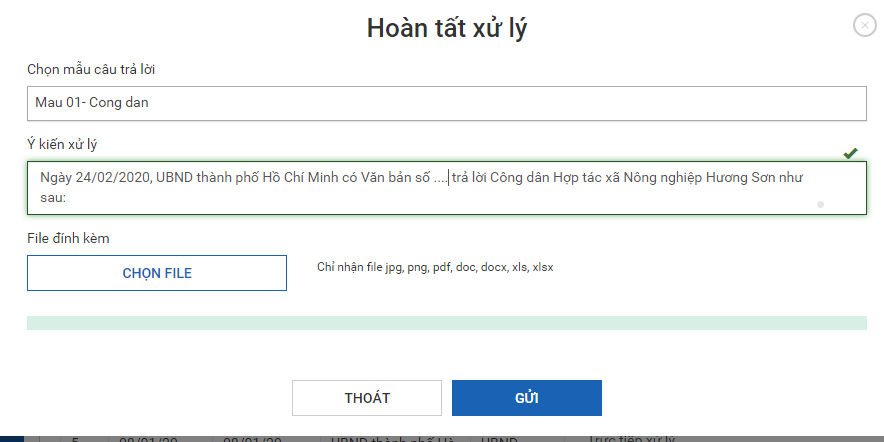 Hoàn tất xử lý
Chọn mẫu câu trả lời
Mau 01- Cong dan
Ý kiến xử lý
Ngày 24/02/2020, UBND thành phố Hồ Chí Minh có Văn bản số .... trả lời Công dân Hợp tác xã Nông nghiệp Hương Sơn như
sau:
File đính kèm
CHỌN FILE
Chỉ nhận file jpg, png, pdf, doc, docx, xls, xlsx
THOÁT
GỬI